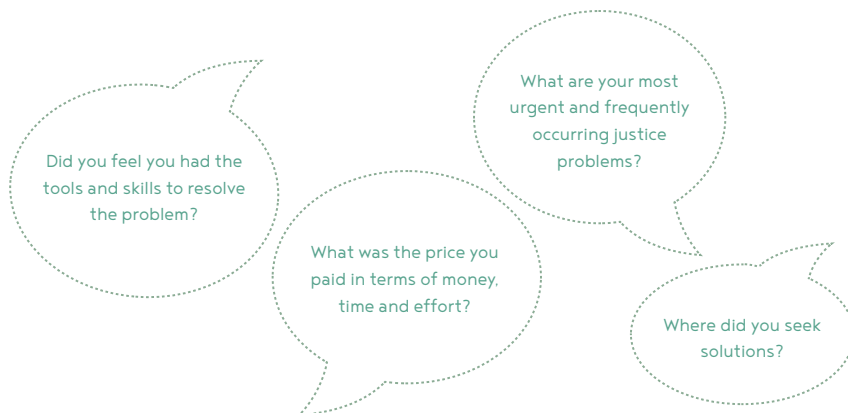 Did you feel you had the
tools and skills to resolve
the problem?
What was the price you
paid in terms of money,
time and effort?
What are your most
urgent and frequently
occurring justice
problems?
Where did you seek
solutions?